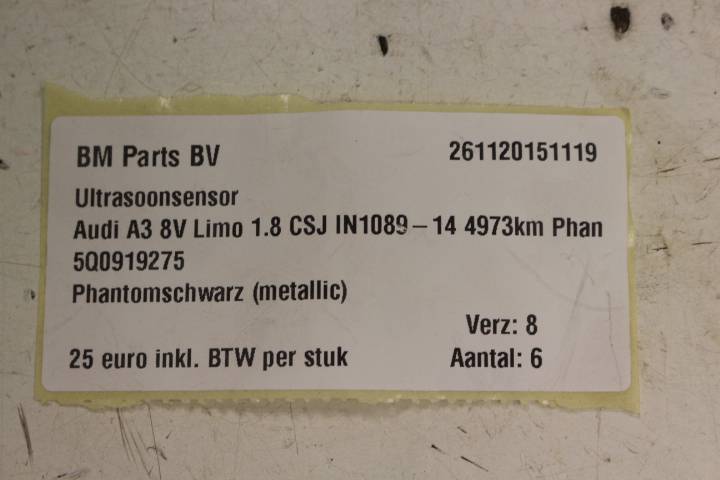 BM Parts BV 261120151119
Ultrasoonsensor
Audi A3 8V Limo 1.8 CSJ IN1089-14 4973km Phan
5Q0919275
Phantomschwarz (metallic)
Verz: 8
25 euro inkl. BTW per stuk Aantal: 6